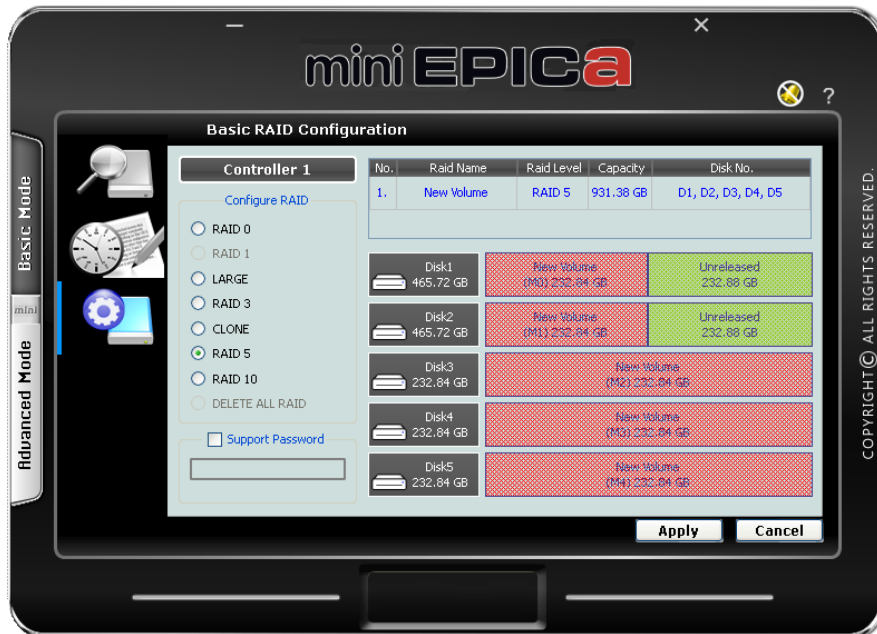 mini EPICa
?
Basic RAID Configuration
Basic Mode
mini
Advanced Mode
Controller 1
Configure RAID
RAID 0
RAID 1
LARGE
RAID 3
CLONE
RAID 5
RAID 10
DELETE ALL RAID
Support Password
No. Raid Name Raid Level Capacity Disk No.
1. New Volume RAID 5 931.38 GB D1, D2, D3, D4, D5
Disk1
465.72 GB
New Volume
(M0) 232.84 GB
Unreleased
232.88 GB
Disk2
465.72 GB
New Volume
(M1) 232.84 GB
Unreleased
232.88 GB
Disk3
232.84 GB
New Volume
(M2) 232.84 GB
Disk4
232.84 GB
New Volume
(M3) 232.84 GB
Disk5
232.84 GB
New Volume
(M4) 232.84 GB
Apply Cancel
COPYRIGHT© ALL RIGHTS RESERVED.